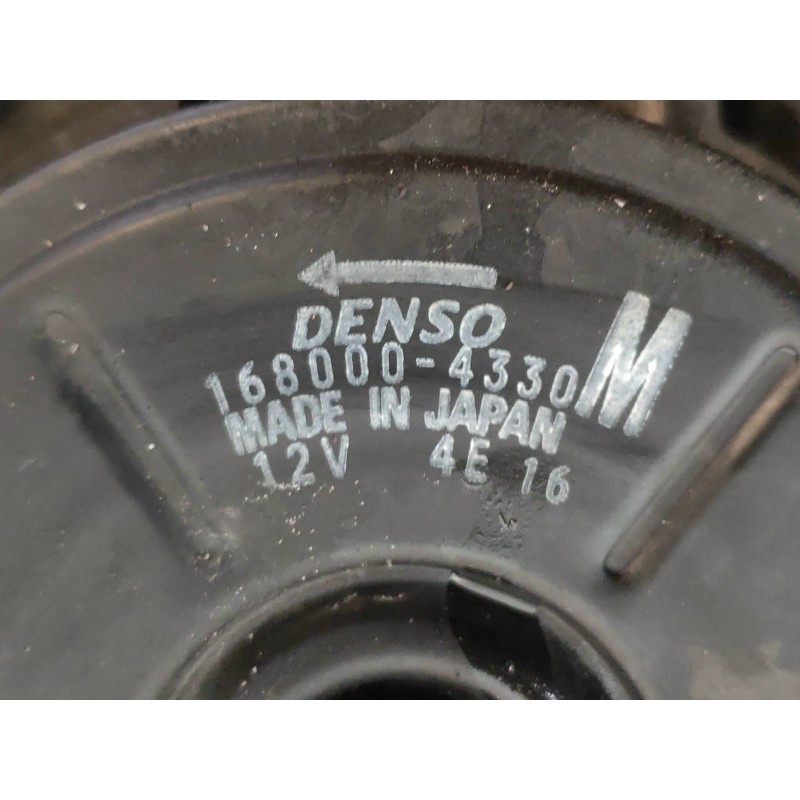 DENSO
168000-4330 M
MADE IN JAPAN
12V 4E 16